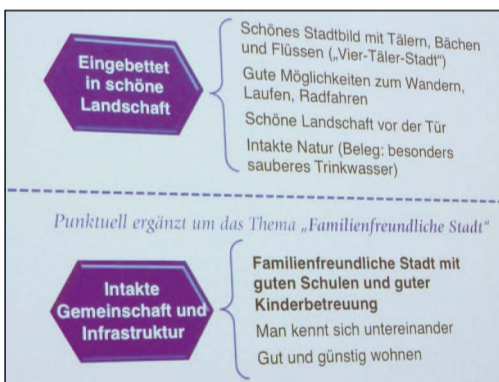 Eingebettet
in schöne
Landschaft
Schönes Stadtbild mit Tälern, Bächen
und Flüssen („Vier-Täler-Stadt")
Gute Möglichkeiten zum Wandern,
Laufen, Radfahren
Schöne Landschaft vor der Tür
Intakte Natur (Beleg: besonders
sauberes Trinkwasser)
Punktuell ergänzt um das Thema „Familienfreundliche Stadt"
Intakte
Gemeinschaft und
Infrastruktur
Familienfreundliche Stadt mit
guten Schulen und guter
Kinderbetreuung
Man kennt sich untereinander
Gut und günstig wohnen